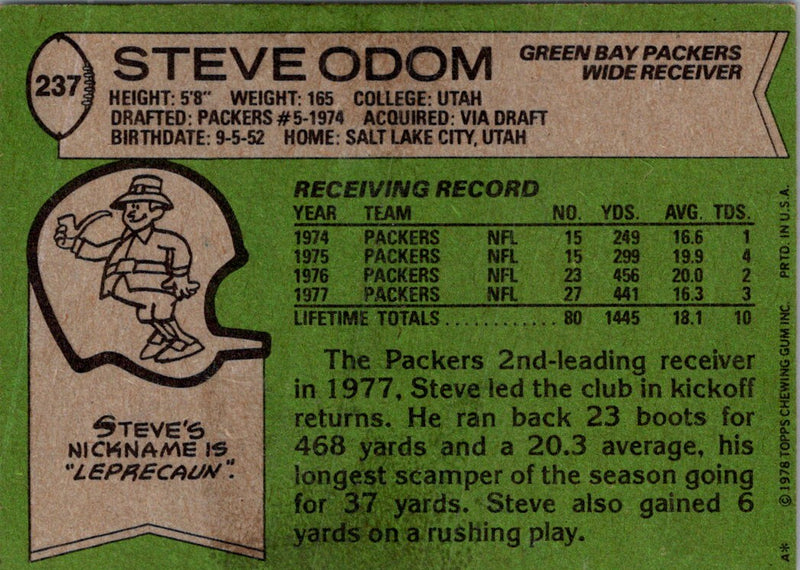 237
STEVE ODOM
GREEN BAY PACKERS
WIDE RECEIVER
HEIGHT: 5'8" WEIGHT: 165 COLLEGE: UTAH
DRAFTED: PACKERS #5-1974 ACQUIRED: VIA DRAFT
BIRTHDATE: 9-5-52 HOME: SALT LAKE CITY, UTAH
RECEIVING RECORD
YEAR TEAM NO. YDS. AVG. TDS.
1974 PACKERS NFL 15 249 16.6 1
1975 PACKERS NFL 15 299 19.9 4
1976 PACKERS NFL 23 456 20.0 2
1977 PACKERS NFL 27 441 16.3 3
LIFETIME TOTALS............ 80 1445 18.1 10
The Packers 2nd-leading receiver
in 1977, Steve led the club in kickoff
returns. He ran back 23 boots for
468 yards and a 20.3 average, his
longest scamper of the season going
for 37 yards. Steve also gained 6
yards on a rushing play.
STEVE'S
NICKNAME IS
"LEPRECAUN".
A* © 1978 TOPPS CHEWING GUM INC. PRTD. IN U.S.A.